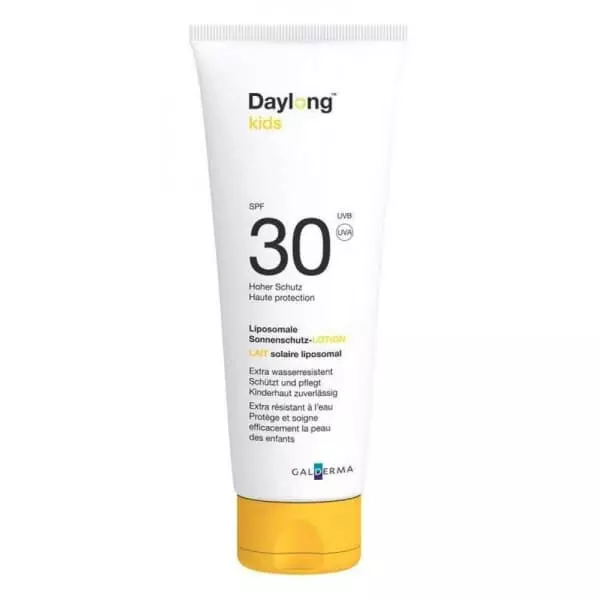 Daylong™
kids
SPF
UVB
30
UVA
Hoher Schutz
Haute protection
Liposomale
Sonnenschutz-LOTION
LAIT solaire liposomal
Extra wasserresistent
Schützt und pflegt
Kinderhaut zuverlässig
Extra résistant à l'eau
Protège et soigne
efficacement la peau
des enfants
GALDERMA